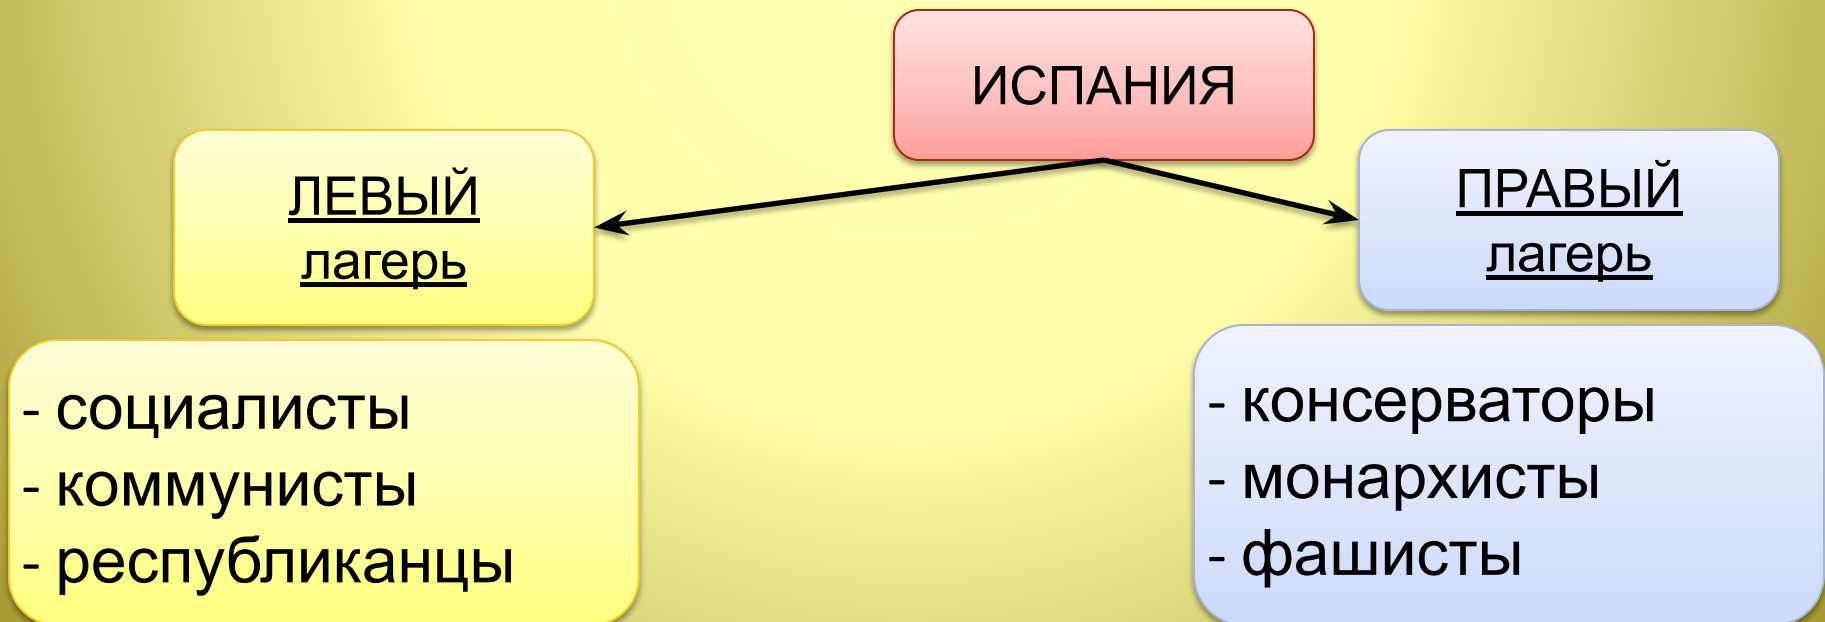 ИСПАНИЯ
ЛЕВЫЙ
лагерь
- социалисты
- коммунисты
- республиканцы
ПРАВЫЙ
лагерь
- консерваторы
- монархисты
- фашисты